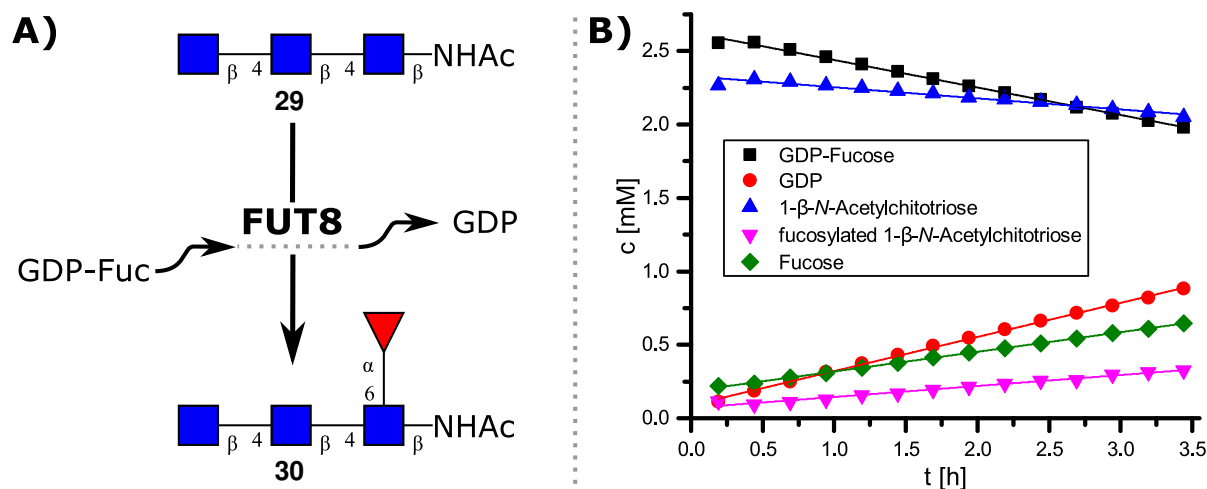 A)
β 4 β 4 β NHAc
29
FUT8
GDP-Fuc
GDP
α
6
β 4 β 4 β NHAc
30
B)
c [mM]
2.5
2.0
1.5
1.0
0.5
0.0
GDP-Fucose
GDP
1-β-N-Acetylchitotriose
fucosylated 1-β-N-Acetylchitotriose
Fucose
0.0 0.5 1.0 1.5 2.0 2.5 3.0 3.5
t [h]